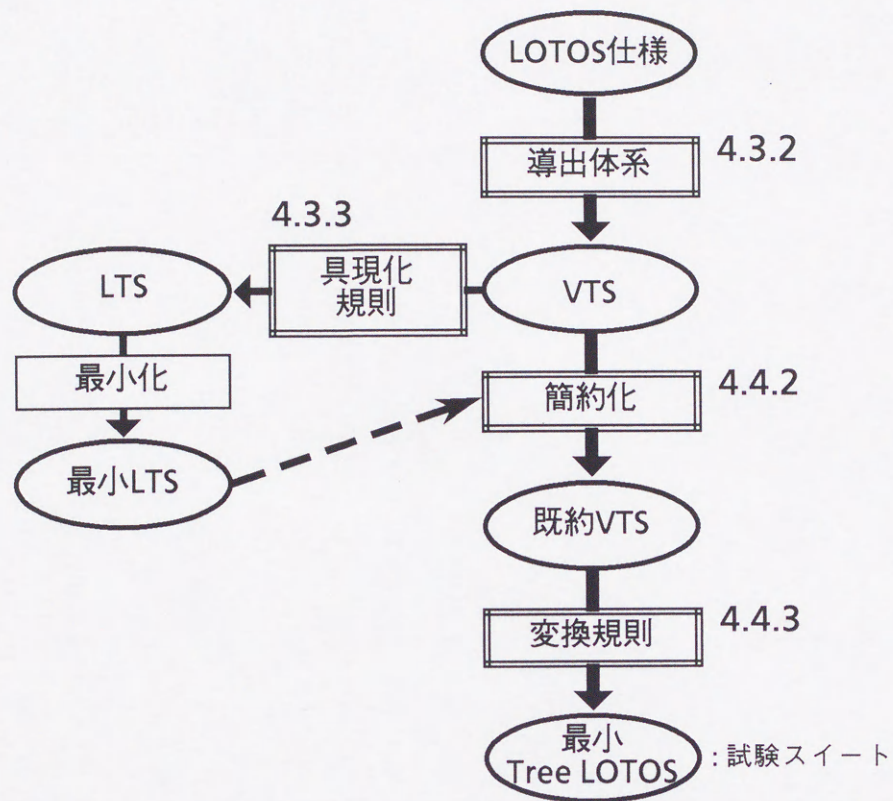 LOTOS仕様
導出体系
4.3.2
4.3.3
LTS
具現化
規則
VTS
最小化
簡約化
4.4.2
最小LTS
既約VTS
変換規則
4.4.3
最小
Tree LOTOS
: 試験スイート